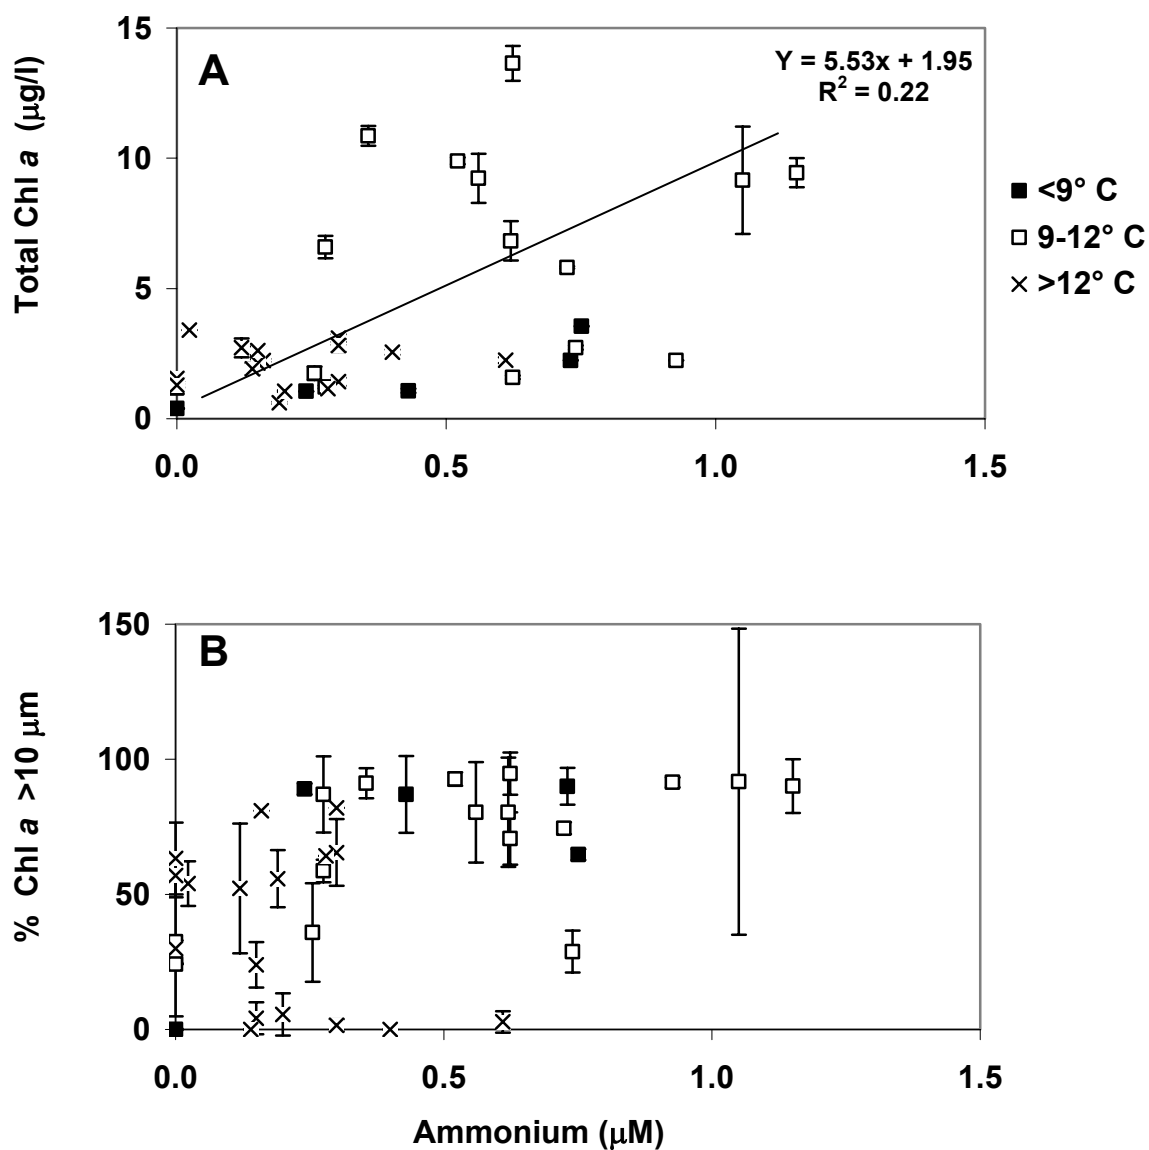 A
Y = 5.53x + 1.95
R² = 0.22
Total Chl a (μg/l)
15
10
5
0
0.0 0.5 1.0 1.5
<9° C
9-12° C
>12° C
B
% Chl a >10 μm
150
100
50
0
0.0 0.5 1.0 1.5
Ammonium (μM)